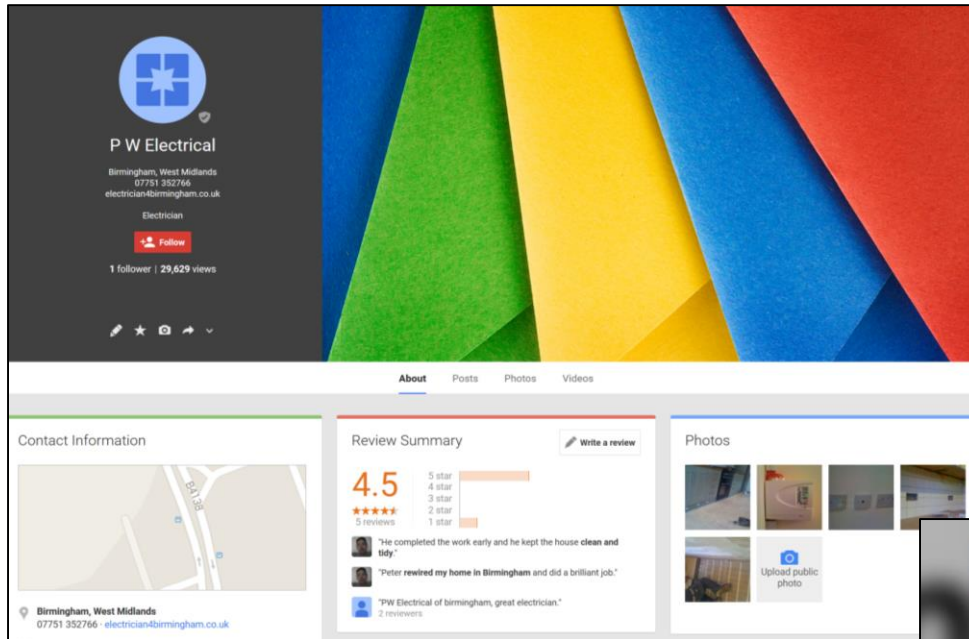 P W Electrical
Birmingham, West Midlands
07751 352766
electrician4birmingham.co.uk
Electrician
Follow
1 follower | 29,629 views
About Posts Photos Videos
Contact Information
B4138
Birmingham, West Midlands
07751 352766 · electrician4birmingham.co.uk
Review Summary
Write a review
4.5
5 reviews
5 star
4 star
3 star
2 star
1 star
"He completed the work early and he kept the house clean and
tidy."
"Peter rewired my home in Birmingham and did a brilliant job."
"PW Electrical of birmingham, great electrician."
2 reviewers
Photos
Upload public
photo